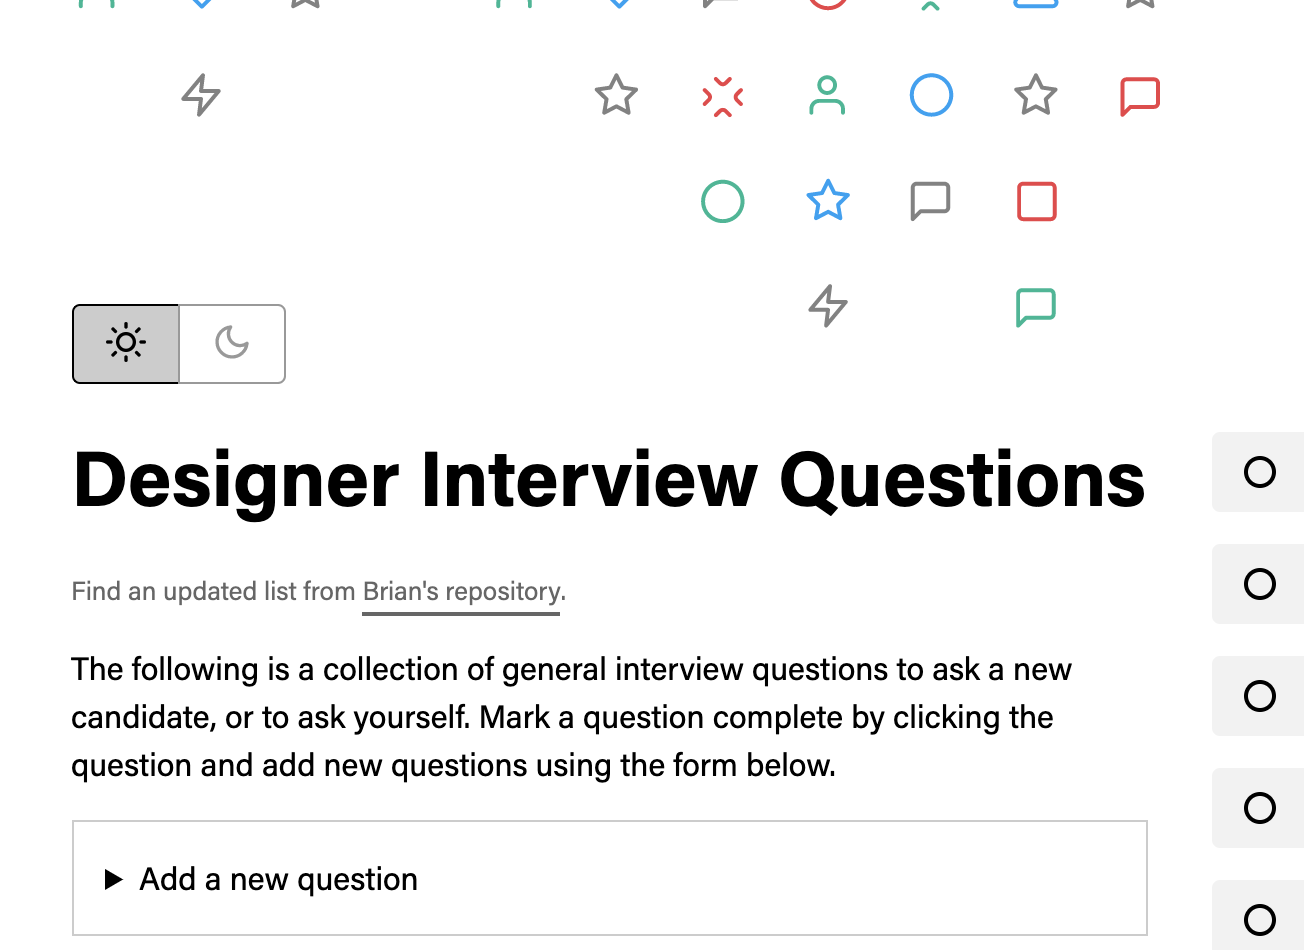 Designer Interview Questions
Find an updated list from Brian's repository.
The following is a collection of general interview questions to ask a new
candidate, or to ask yourself. Mark a question complete by clicking the
question and add new questions using the form below.
Add a new question